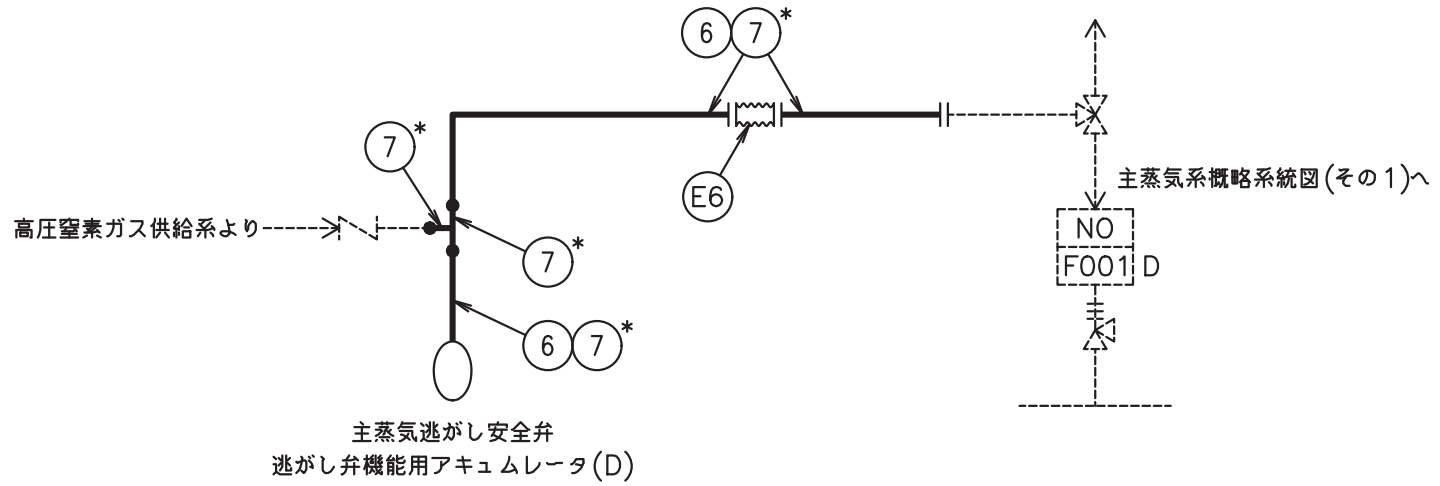 6 7*
7*
主蒸気系概略系統図(その1)へ
E6
高圧窒素ガス供給系より
NO
7*
F001 D
6 7*
主蒸気逃がし安全弁
逃がし弁機能用アキュムレータ(D)